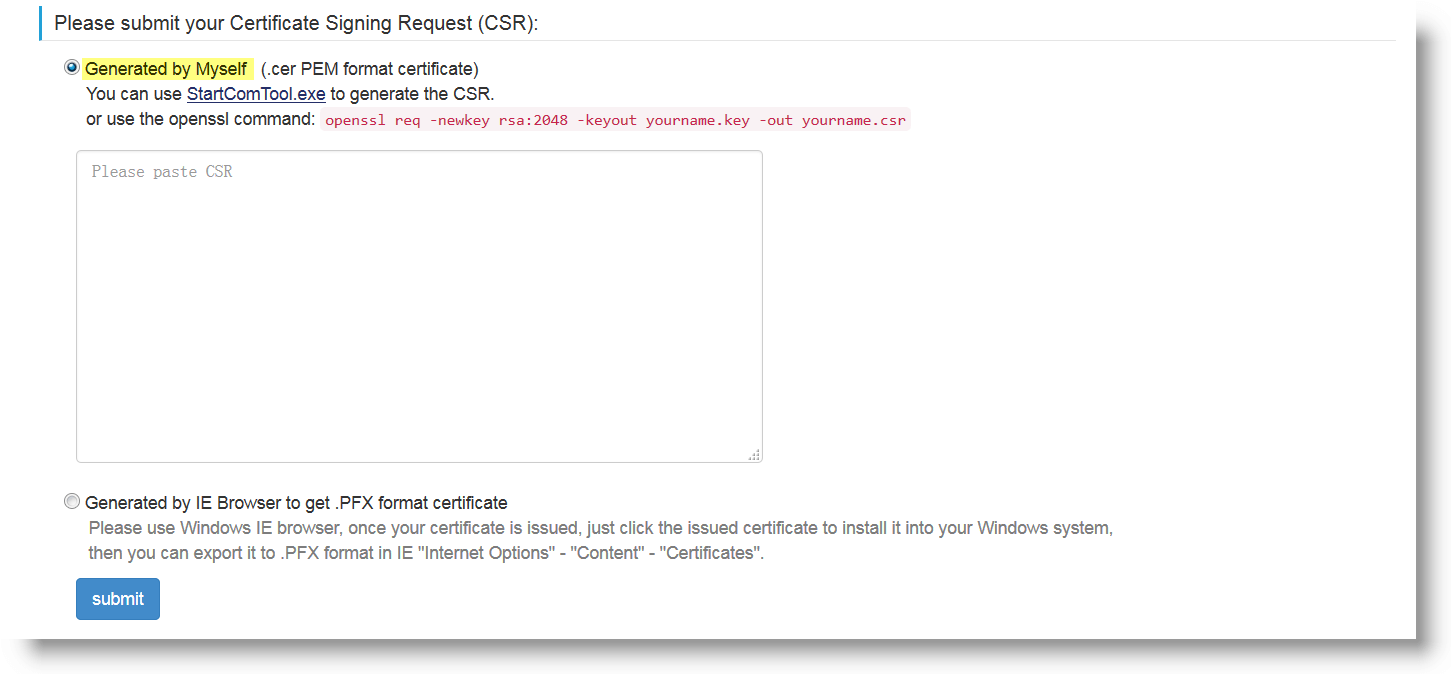 Please submit your Certificate Signing Request (CSR):
Generated by Myself (.cer PEM format certificate)
You can use StartComTool.exe to generate the CSR.
or use the openssl command: openssl req -newkey rsa:2048 -keyout yourname.key -out yourname.csr
Please paste CSR
Generated by IE Browser to get .PFX format certificate
Please use Windows IE browser, once your certificate is issued, just click the issued certificate to install it into your Windows system,
then you can export it to .PFX format in IE "Internet Options" - "Content" - "Certificates".
submit